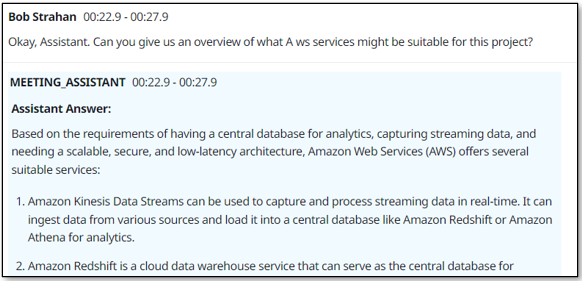 Bob Strahan 00:22.9 - 00:27.9
Okay, Assistant. Can you give us an overview of what A ws services might be suitable for this project?
MEETING_ASSISTANT 00:22.9 - 00:27.9
Assistant Answer:
Based on the requirements of having a central database for analytics, capturing streaming data, and
needing a scalable, secure, and low-latency architecture, Amazon Web Services (AWS) offers several
suitable services:
1. Amazon Kinesis Data Streams can be used to capture and process streaming data in real-time. It can
ingest data from various sources and load it into a central database like Amazon Redshift or Amazon
Athena for analytics.
2. Amazon Redshift is a cloud data warehouse service that can serve as the central database for